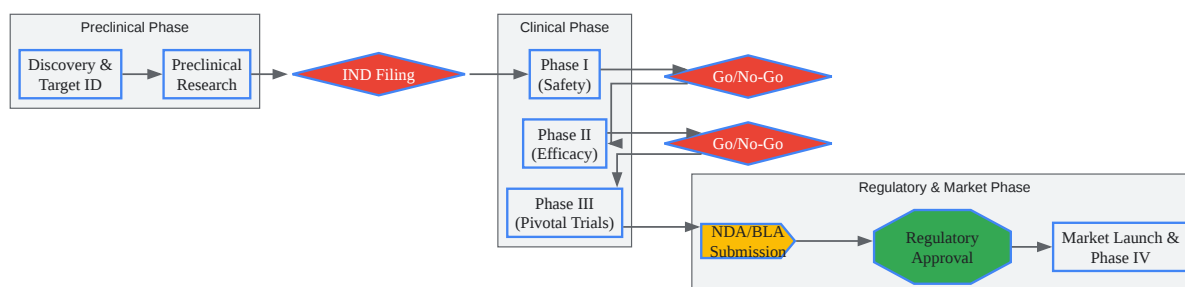 Preclinical Phase
Discovery &
Target ID
Preclinical
Research
IND Filing
Clinical Phase
Phase I
(Safety)
Go/No-Go
Phase II
(Efficacy)
Go/No-Go
Phase III
(Pivotal Trials)
Regulatory & Market Phase
NDA/BLA
Submission
Regulatory
Approval
Market Launch &
Phase IV